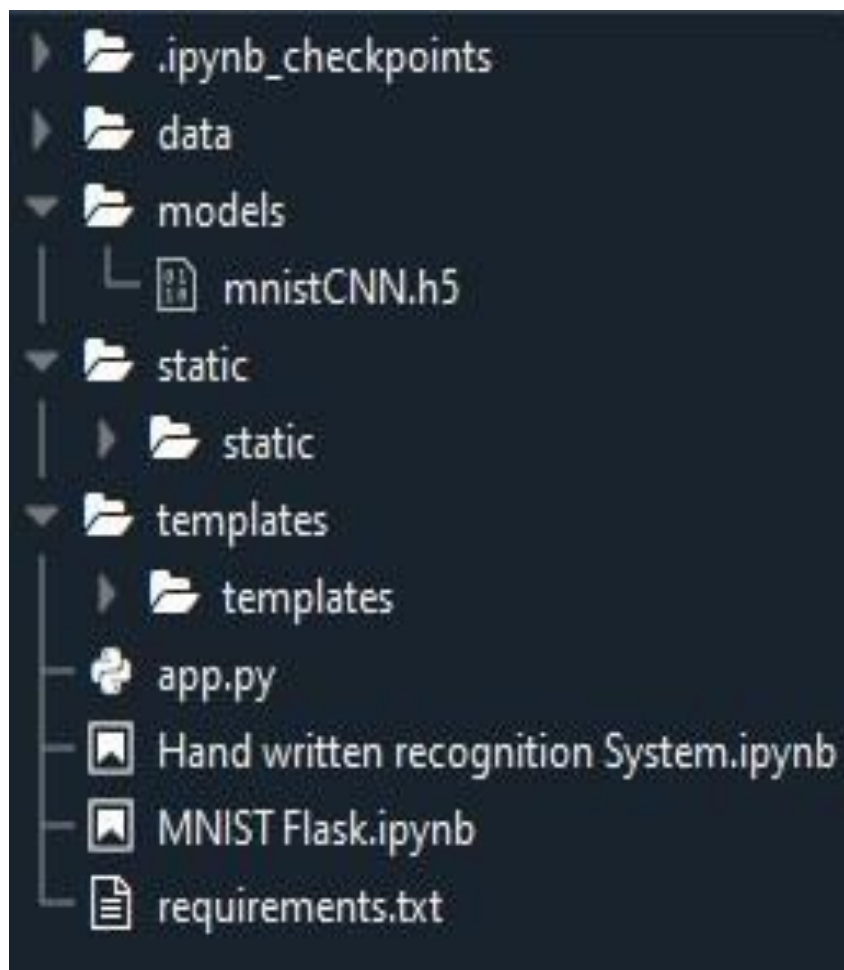 .ipynb_checkpoints
data
models
mnistCNN.h5
static
static
templates
templates
app.py
Hand written recognition System.ipynb
MNIST Flask.ipynb
requirements.txt